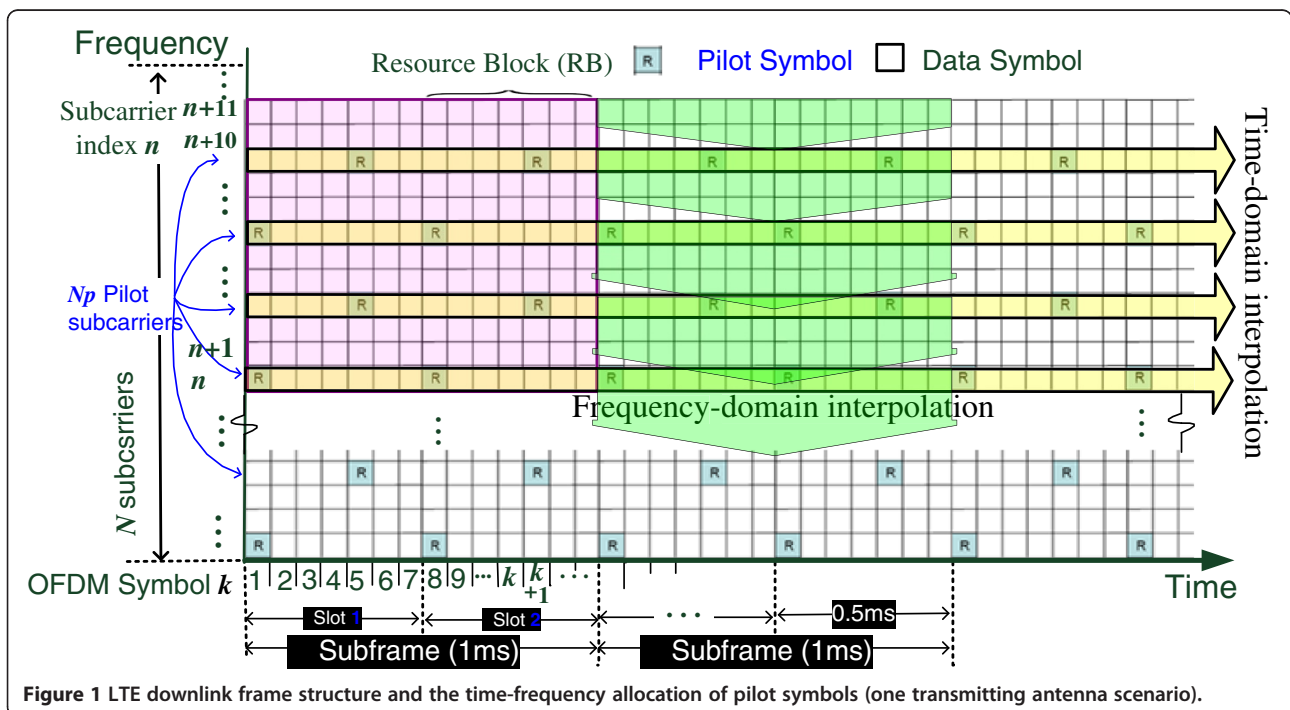 Frequency
Resource Block (RB) R Pilot Symbol Data Symbol
Subcarrier
index n
n+11
n+10
R R R R R
R R R R R R
Np Pilot
subcarriers
R R R R R
n+1
n
R R R R R R
Frequency-domain interpolation
Time-domain interpolation
N subcsrriers
R R R R R
R R R R R R
OFDM Symbol k 1 2 3 4 5 6 7 8 9 ... k k+1 ...
Time
Slot 1 Slot 2 ... 0.5ms
Subframe (1ms) Subframe (1ms)
Figure 1 LTE downlink frame structure and the time-frequency allocation of pilot symbols (one transmitting antenna scenario).